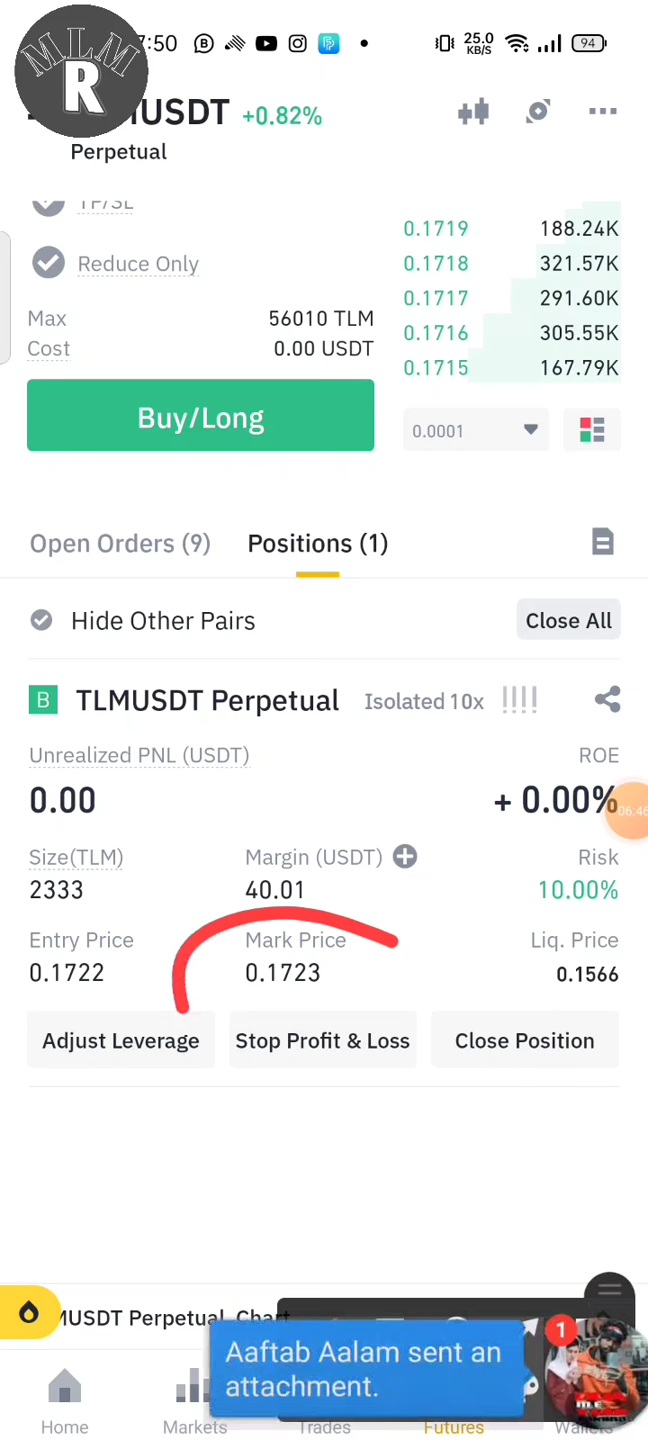 MLM
R
7:50
25.0
KB/S
94
MUSDT +0.82%
Perpetual
TP/SL
0.1719 188.24K
Reduce Only
0.1718 321.57K
0.1717 291.60K
Max 56010 TLM
0.1716 305.55K
Cost 0.00 USDT
0.1715 167.79K
Buy/Long
0.0001
Open Orders (9) Positions (1)
Hide Other Pairs Close All
B TLMUSDT Perpetual Isolated 10x
Unrealized PNL (USDT) ROE
0.00 + 0.00%
06:46
Size(TLM) Margin (USDT) Risk
2333 40.01 10.00%
Entry Price Mark Price Liq. Price
0.1722 0.1723 0.1566
Adjust Leverage Stop Profit & Loss Close Position
MUSDT Perpetual Chart
1
Aaftab Aalam sent an
attachment.
Home Markets Trades Futures Wallets